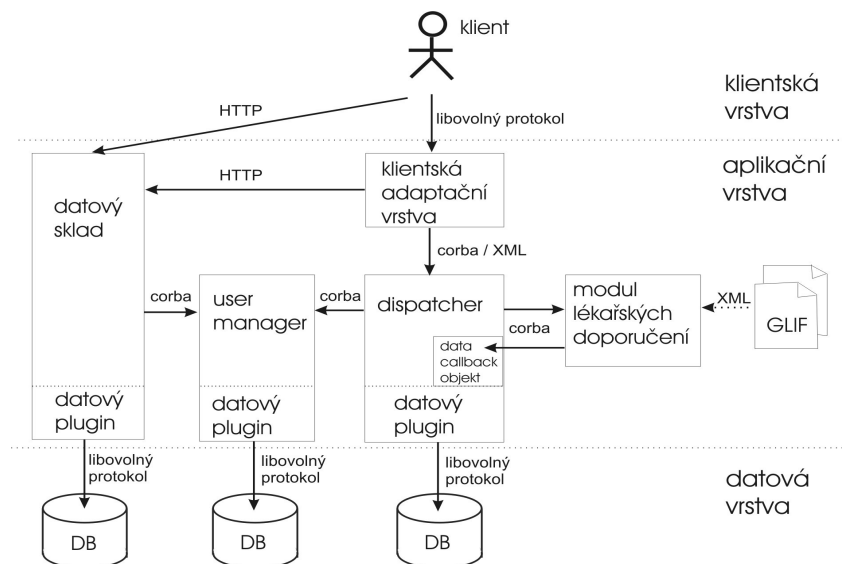 klient
klientská
vrstva
HTTP
libovolný protokol
aplikační
vrstva
klientská
adaptační
vrstva
HTTP
datový
sklad
corba / XML
corba
user
manager
corba
dispatcher
modul
lékařských
doporučení
XML
GLIF
corba
data
callback
objekt
datový
plugin
datový
plugin
datový
plugin
libovolný
protokol
libovolný
protokol
libovolný
protokol
datová
vrstva
DB
DB
DB